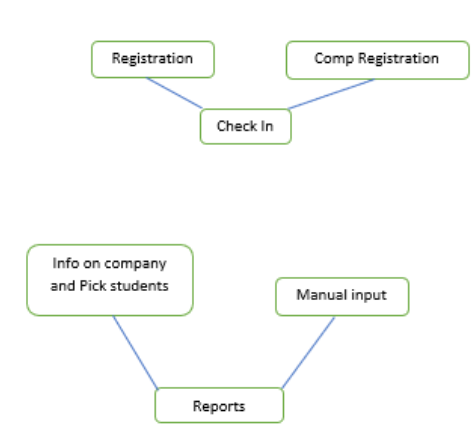 Registration
Comp Registration
Check In
Info on company
and Pick students
Manual input
Reports